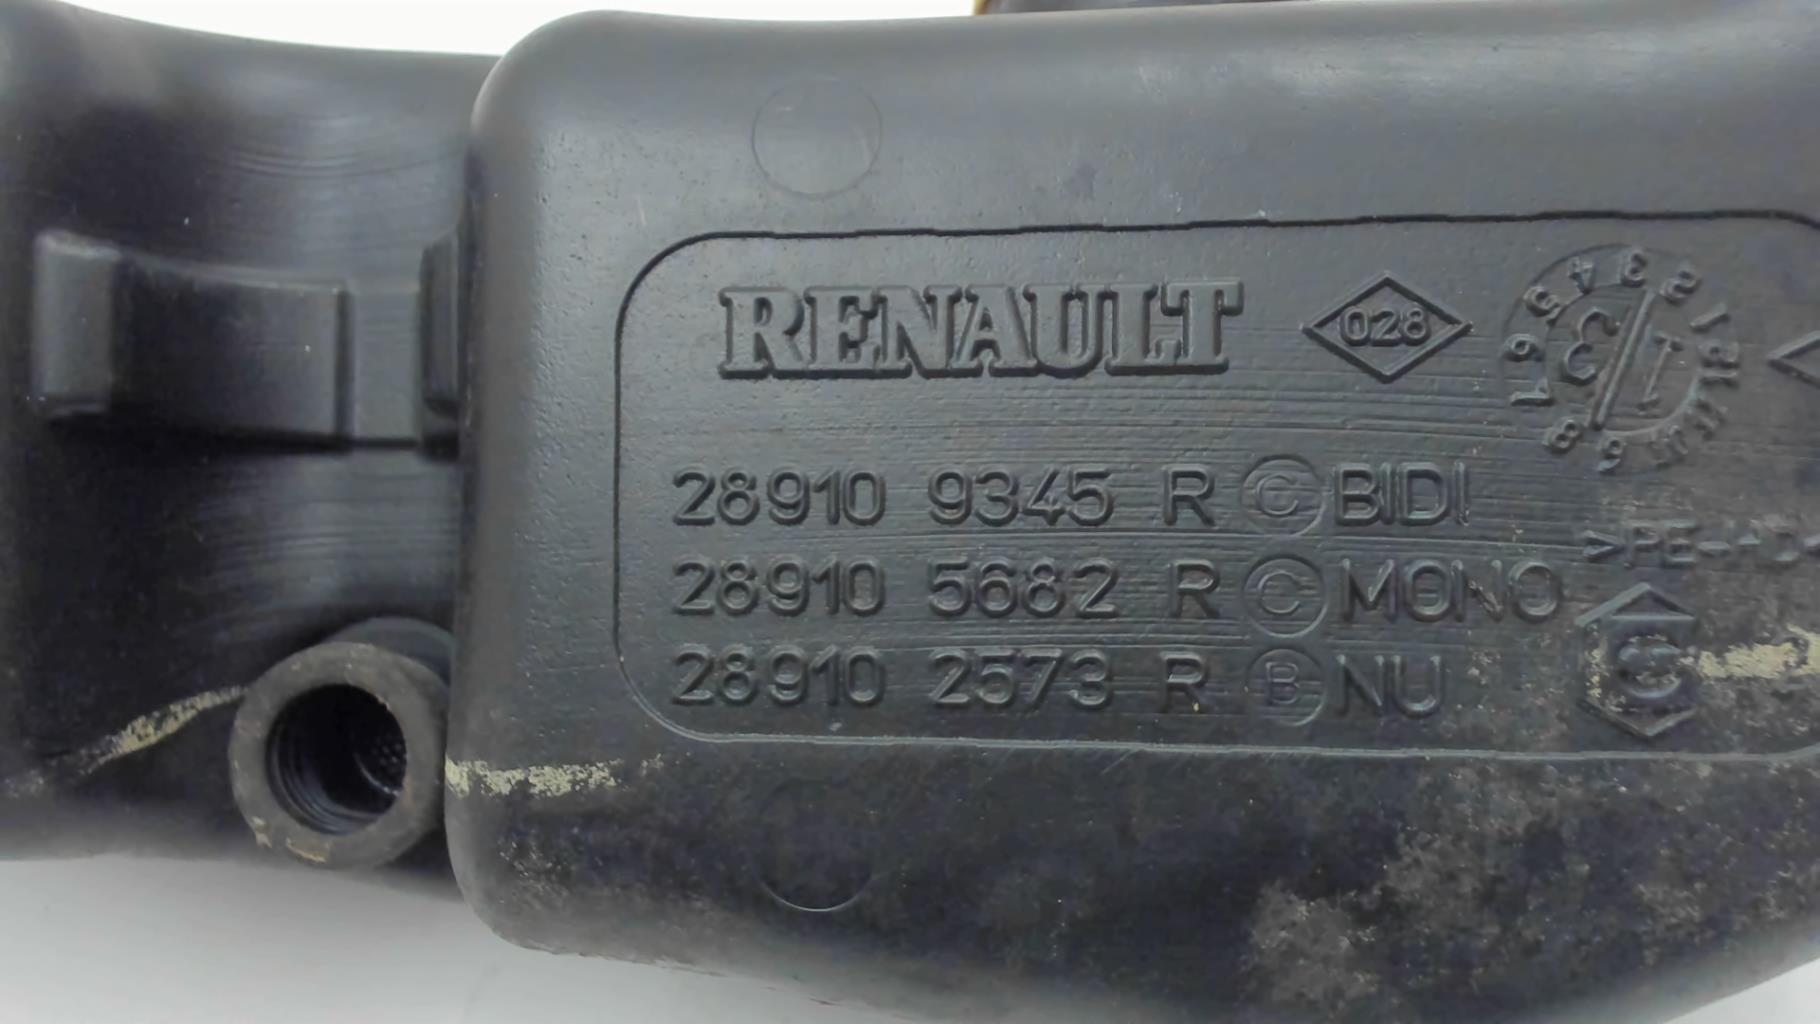 RENAULT 028
28910 9345 R C BIDI
28910 5682 R C MONO
28910 2573 R B NU